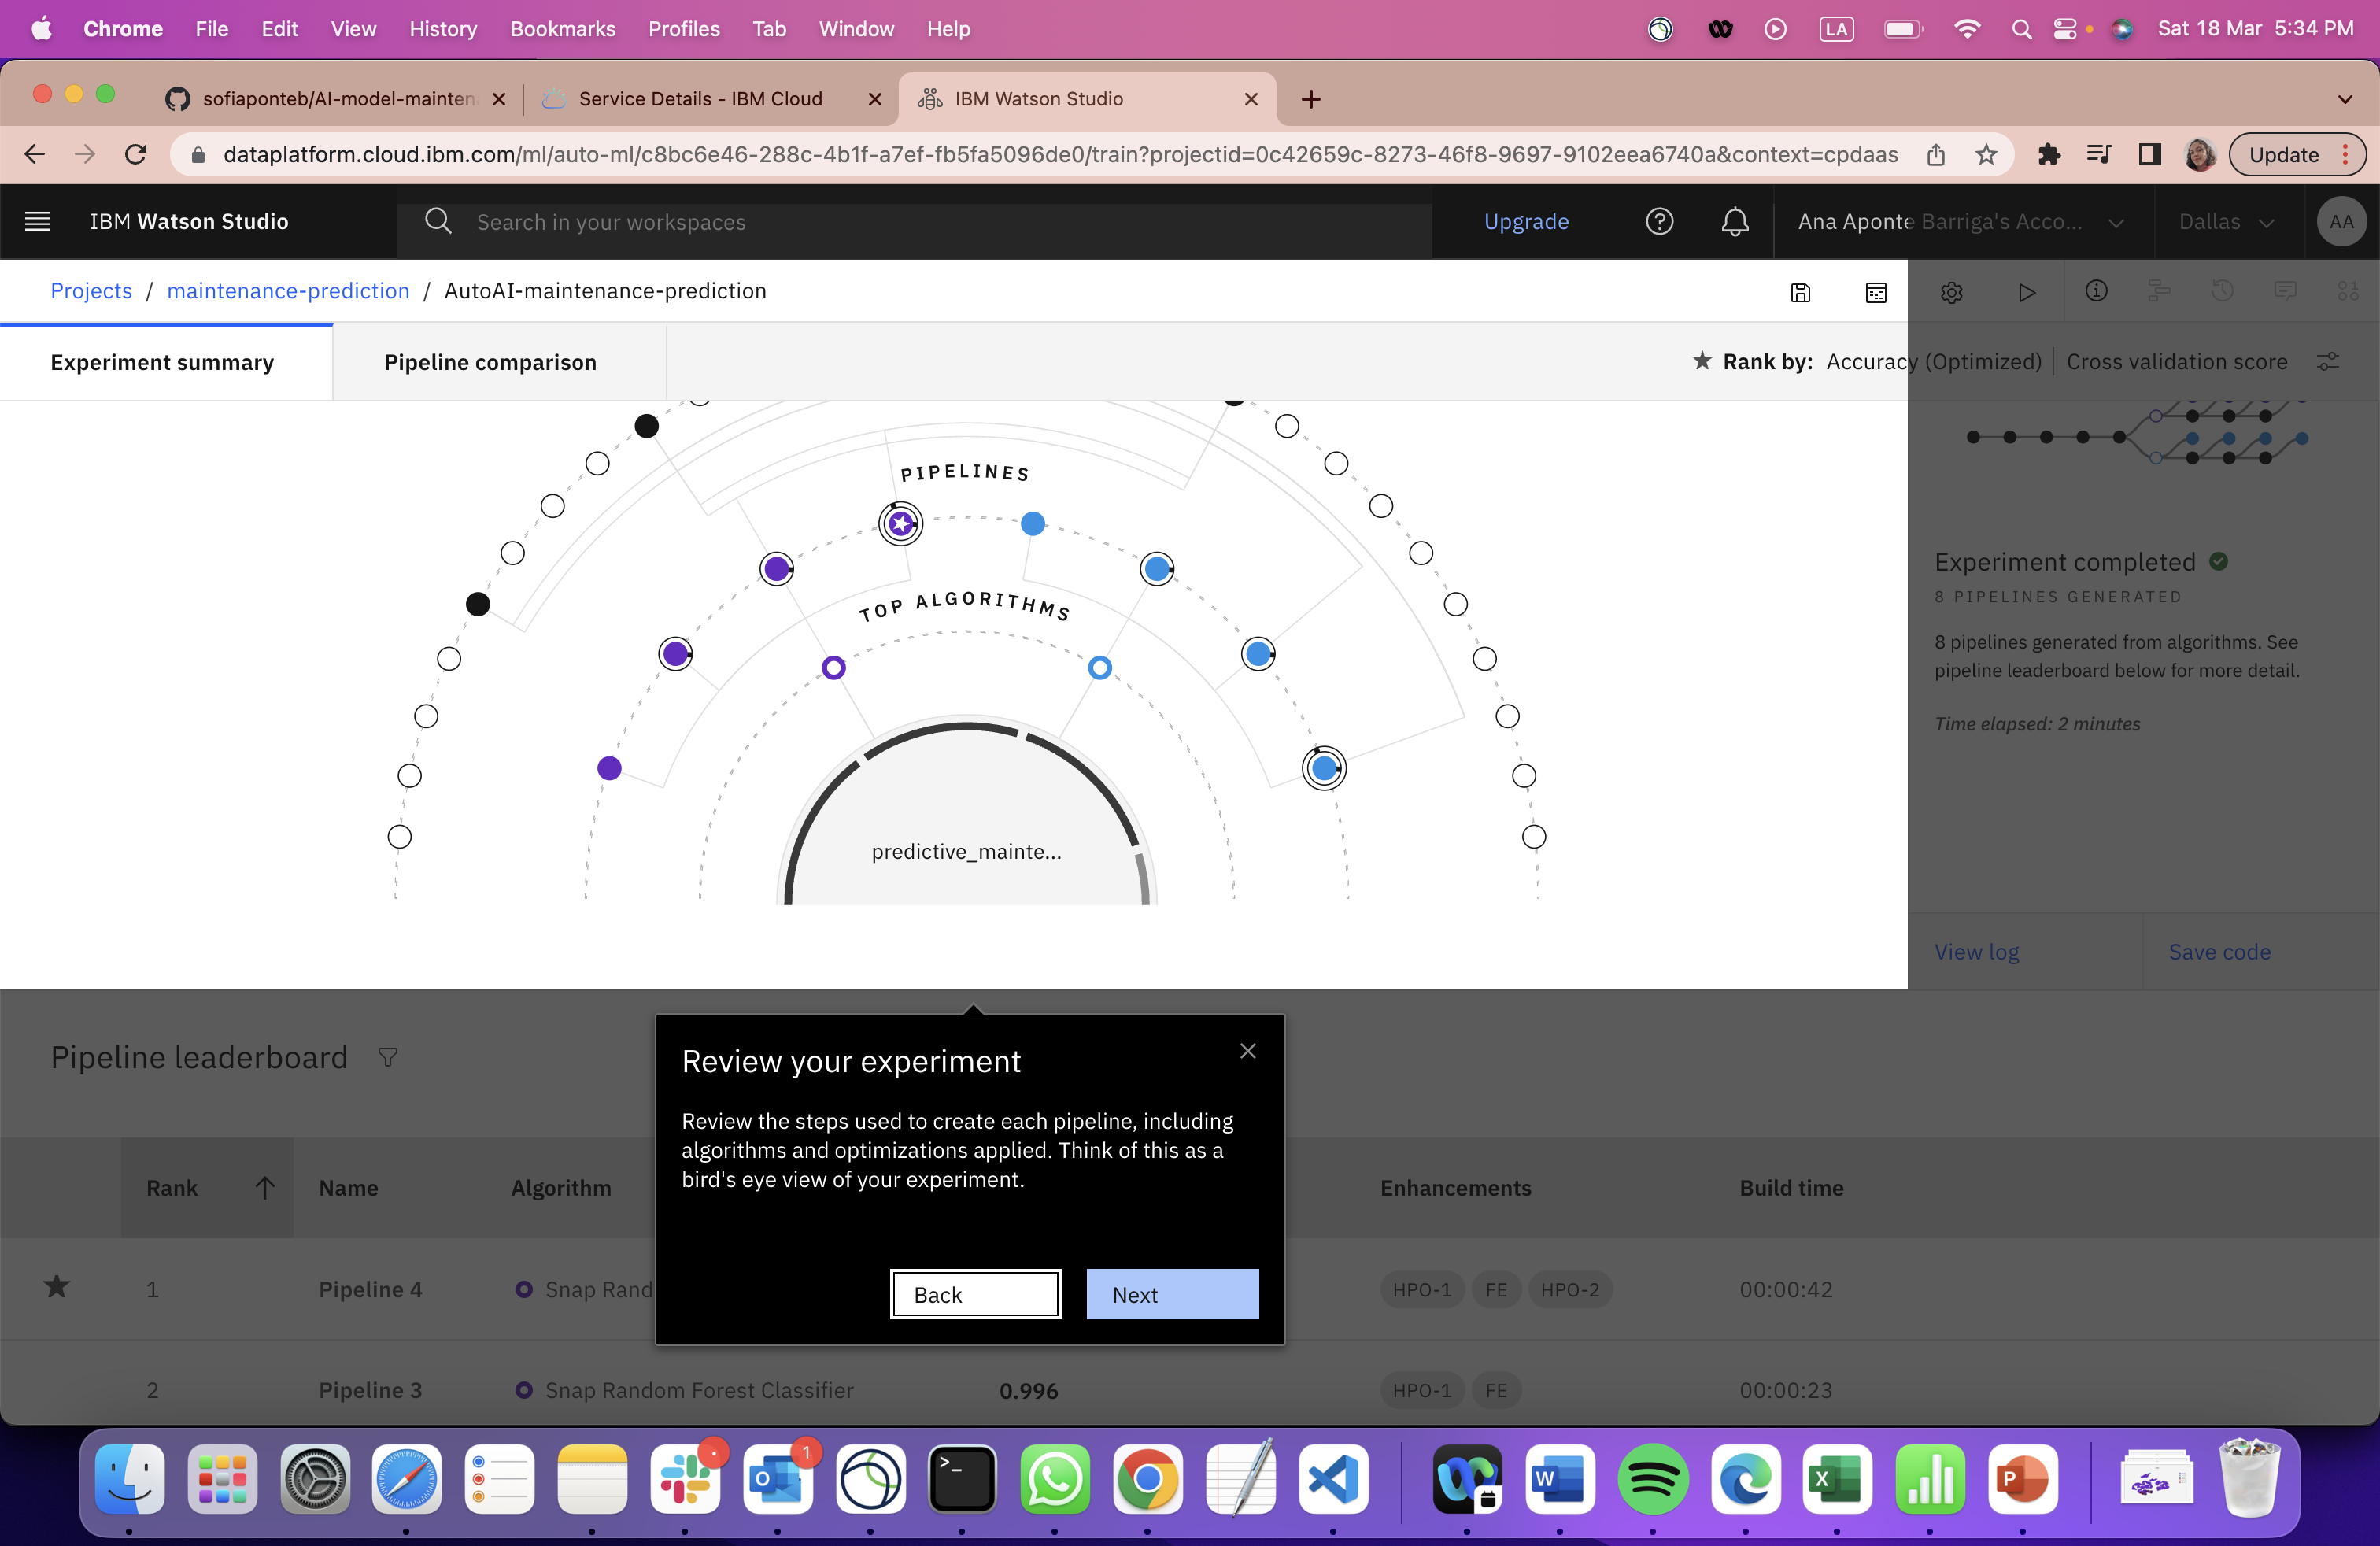 Chrome File Edit View History Bookmarks Profiles Tab Window Help LA Sat 18 Mar 5:34 PM
sofiaponteb/AI-model-mainten Service Details - IBM Cloud IBM Watson Studio
dataplatform.cloud.ibm.com/ml/auto-ml/c8bc6e46-288c-4b1f-a7ef-fb5fa5096de0/train?projectid=0c42659c-8273-46f8-9697-9102eea6740a&context=cpdaas Update
IBM Watson Studio Search in your workspaces Upgrade Ana Aponte Barriga's Acco... Dallas AA
Projects / maintenance-prediction / AutoAI-maintenance-prediction
Experiment summary Pipeline comparison Rank by: Accuracy (Optimized) Cross validation score
PIPELINES
TOP ALGORITHMS
predictive_mainte...
Experiment completed
8 PIPELINES GENERATED
8 pipelines generated from algorithms. See
pipeline leaderboard below for more detail.
Time elapsed: 2 minutes
View log Save code
Pipeline leaderboard
Review your experiment
Review the steps used to create each pipeline, including
algorithms and optimizations applied. Think of this as a
bird's eye view of your experiment.
Back Next
Rank Name Algorithm Enhancements Build time
1 Pipeline 4 Snap Rand HPO-1 FE HPO-2 00:00:42
2 Pipeline 3 Snap Random Forest Classifier 0.996 HPO-1 FE 00:00:23
1
O
>_
W
X
P